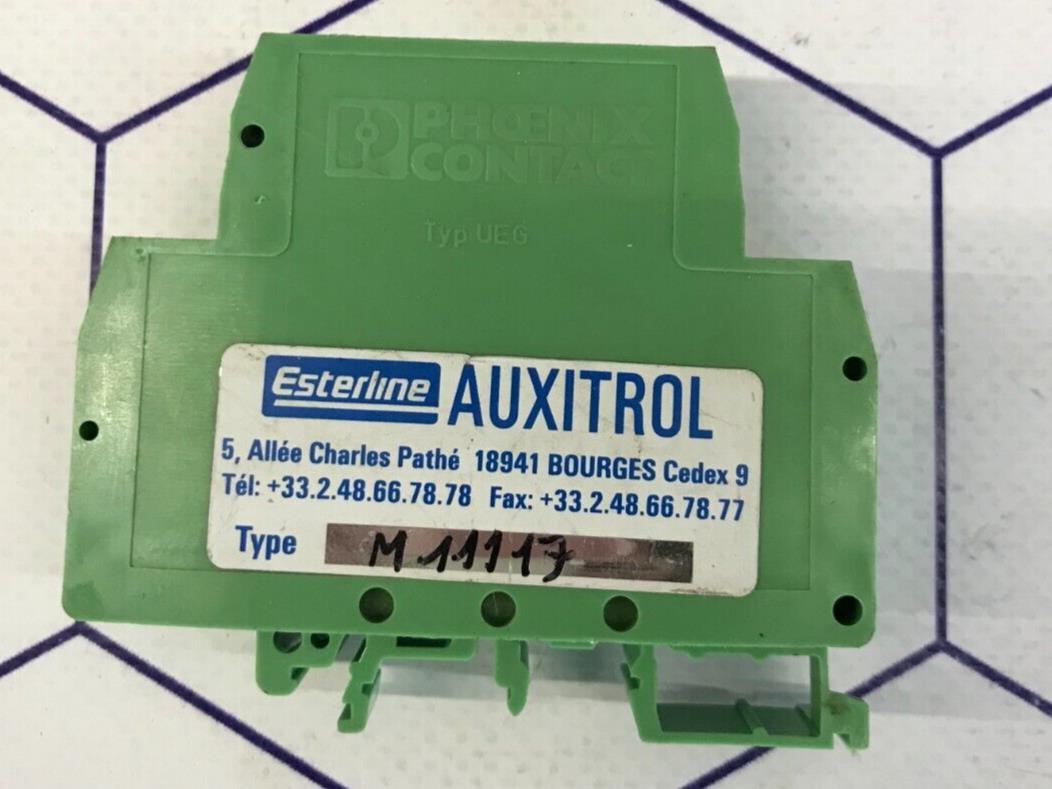 PHŒNIX
CONTACT
Typ UEG
Esterline AUXITROL
5, Allée Charles Pathé 18941 BOURGES Cedex 9
Tél: +33.2.48.66.78.78 Fax: +33.2.48.66.78.77
Type M 11117